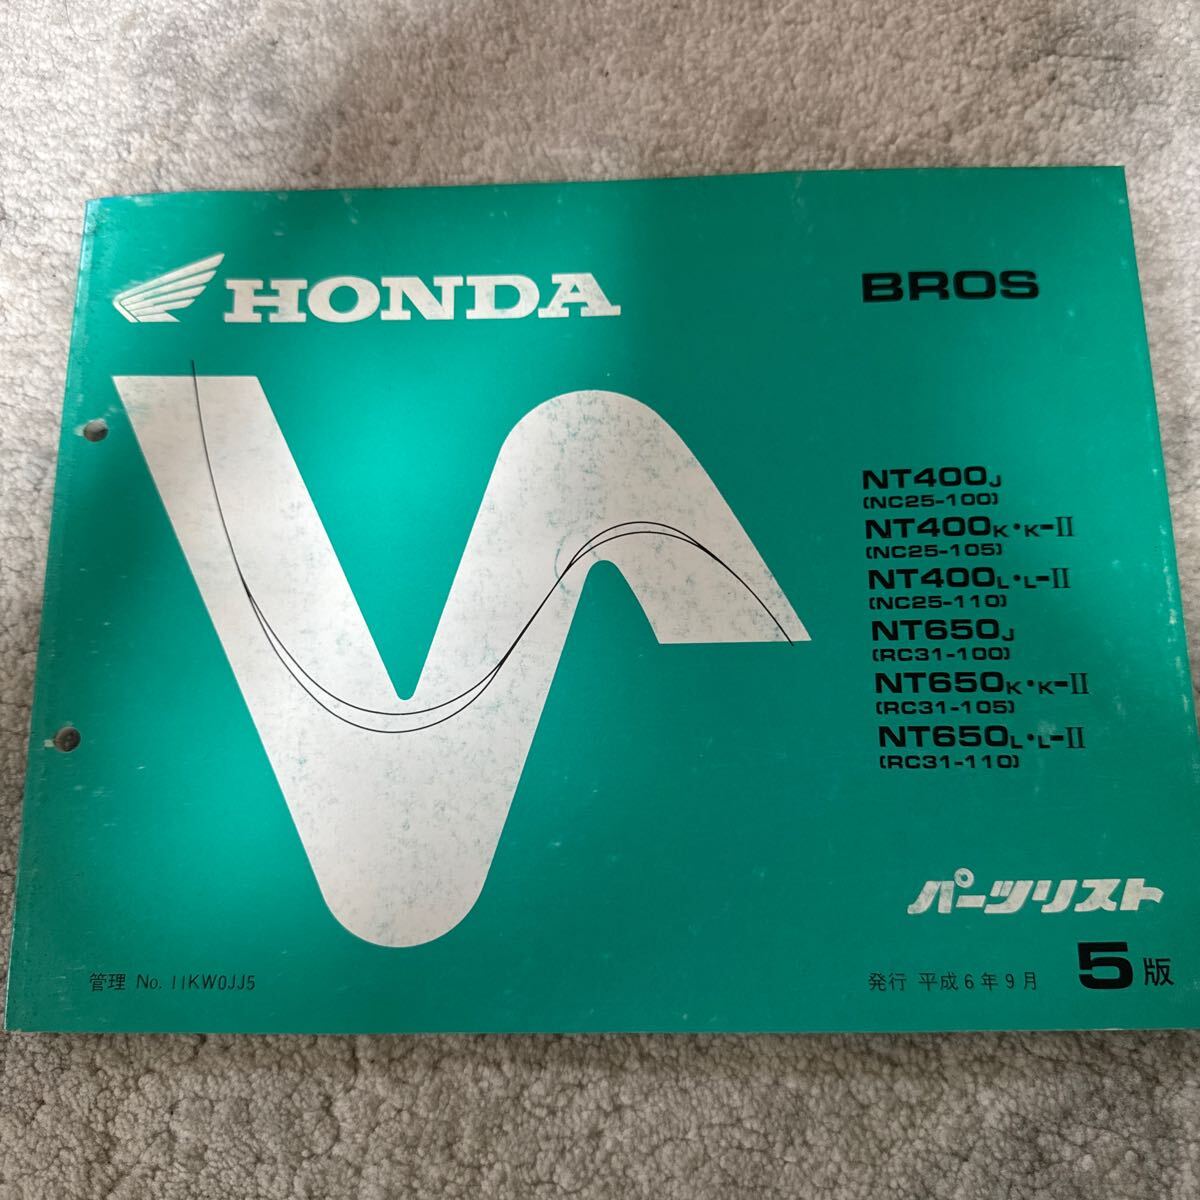 HONDA
BROS
NT400J
(NC25-100)
NT400K・K-II
(NC25-105)
NT400L・L-II
(NC25-110)
NT650J
(RC31-100)
NT650K・K-II
(RC31-105)
NT650L・L-II
(RC31-110)
パーツリスト
管理 No. 11KW0JJ5
発行 平成6年9月 5版